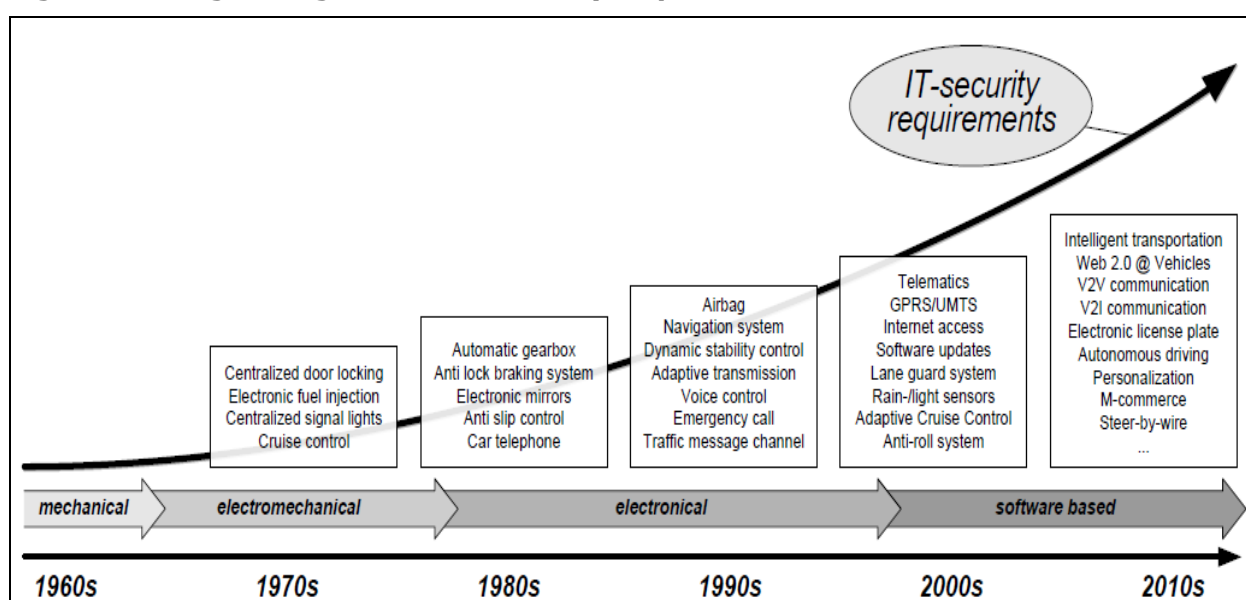 IT-security
requirements
Centralized door locking
Electronic fuel injection
Centralized signal lights
Cruise control
Automatic gearbox
Anti lock braking system
Electronic mirrors
Anti slip control
Car telephone
Airbag
Navigation system
Dynamic stability control
Adaptive transmission
Voice control
Emergency call
Traffic message channel
Telematics
GPRS/UMTS
Internet access
Software updates
Lane guard system
Rain-/light sensors
Adaptive Cruise Control
Anti-roll system
Intelligent transportation
Web 2.0 @ Vehicles
V2V communication
V2I communication
Electronic license plate
Autonomous driving
Personalization
M-commerce
Steer-by-wire
...
mechanical
electromechanical
electronical
software based
1960s
1970s
1980s
1990s
2000s
2010s